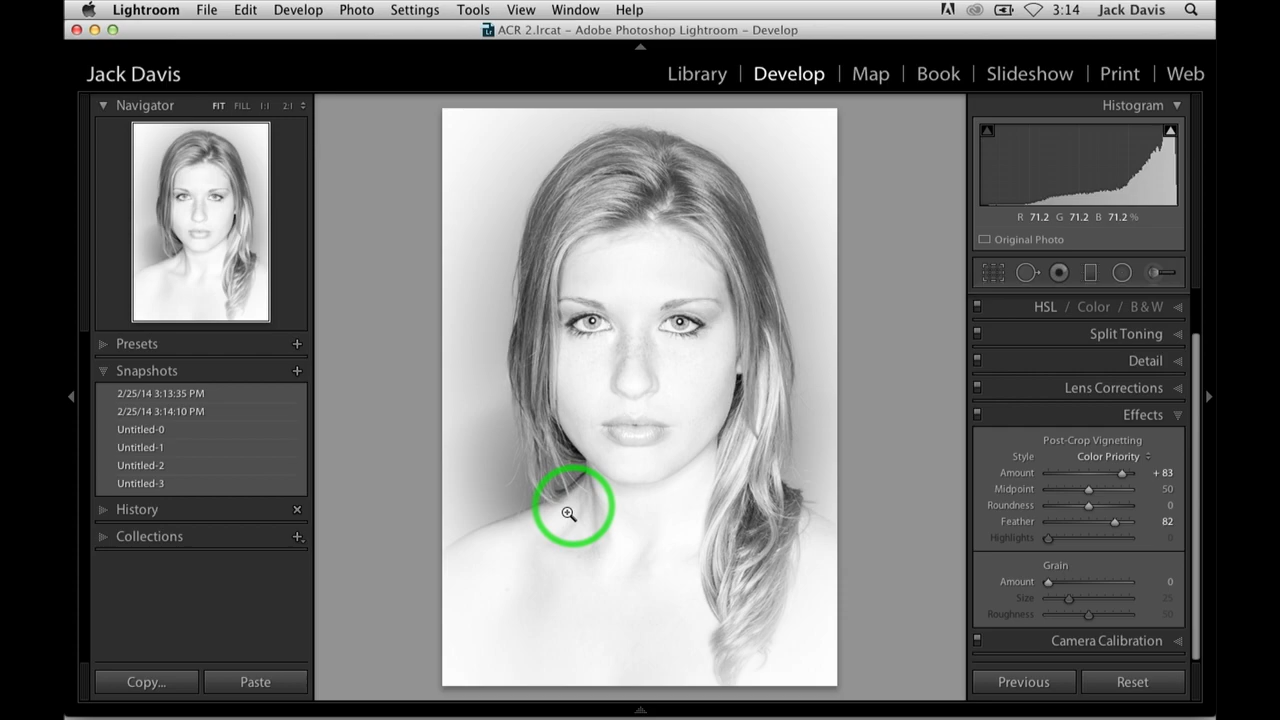 Lightroom File Edit Develop Photo Settings Tools View Window Help 3:14 Jack Davis
ACR 2.lrcat – Adobe Photoshop Lightroom – Develop
Jack Davis Library | Develop | Map | Book | Slideshow | Print | Web
Navigator FIT FILL 1:1 2:1
Presets
Snapshots
2/25/14 3:13:35 PM
2/25/14 3:14:10 PM
Untitled-0
Untitled-1
Untitled-2
Untitled-3
History
Collections
Copy... Paste
Histogram
R 71.2 G 71.2 B 71.2 %
Original Photo
HSL / Color / B & W
Split Toning
Detail
Lens Corrections
Effects
Post-Crop Vignetting
Style Color Priority
Amount + 83
Midpoint 50
Roundness 0
Feather 82
Highlights 0
Grain
Amount 0
Size 25
Roughness 50
Camera Calibration
Previous Reset